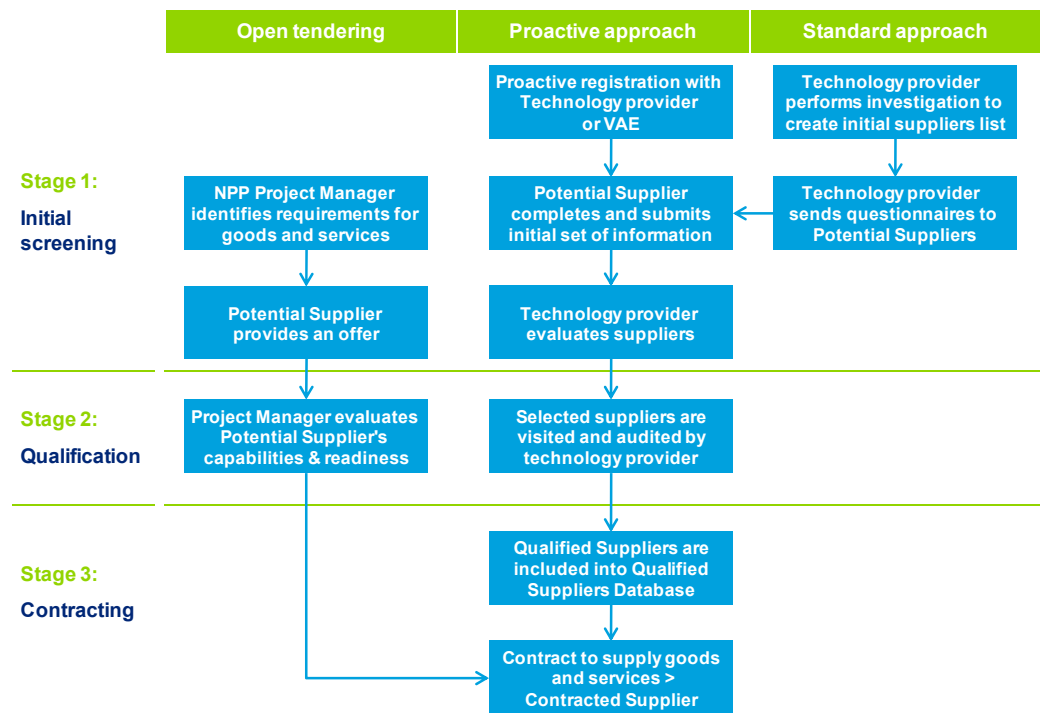 Open tendering
Proactive approach
Standard approach
Stage 1:
Initial
screening
Proactive registration with
Technology provider
or VAE
Technology provider
performs investigation to
create initial suppliers list
NPP Project Manager
identifies requirements for
goods and services
Potential Supplier
completes and submits
initial set of information
Technology provider
sends questionnaires to
Potential Suppliers
Potential Supplier
provides an offer
Technology provider
evaluates suppliers
Stage 2:
Qualification
Project Manager evaluates
Potential Supplier's
capabilities & readiness
Selected suppliers are
visited and audited by
technology provider
Stage 3:
Contracting
Qualified Suppliers are
included into Qualified
Suppliers Database
Contract to supply goods
and services >
Contracted Supplier